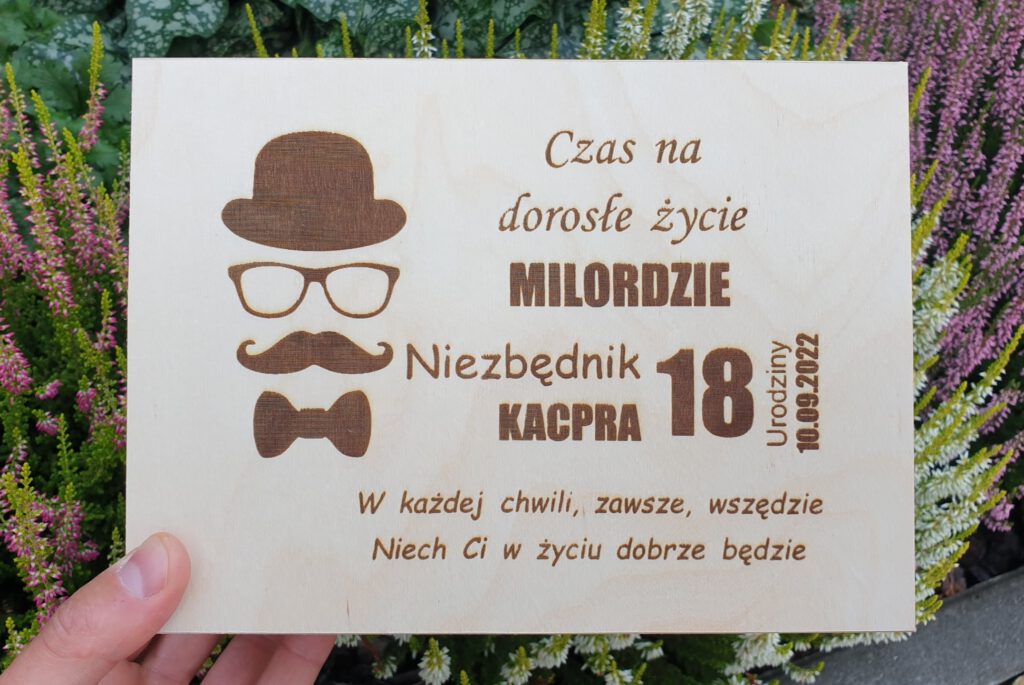 Czas na
dorosłe życie
MILORDZIE
Niezbędnik
KACPRA
18
Urodziny
10.09.2022
W każdej chwili, zawsze, wszędzie
Niech Ci w życiu dobrze będzie